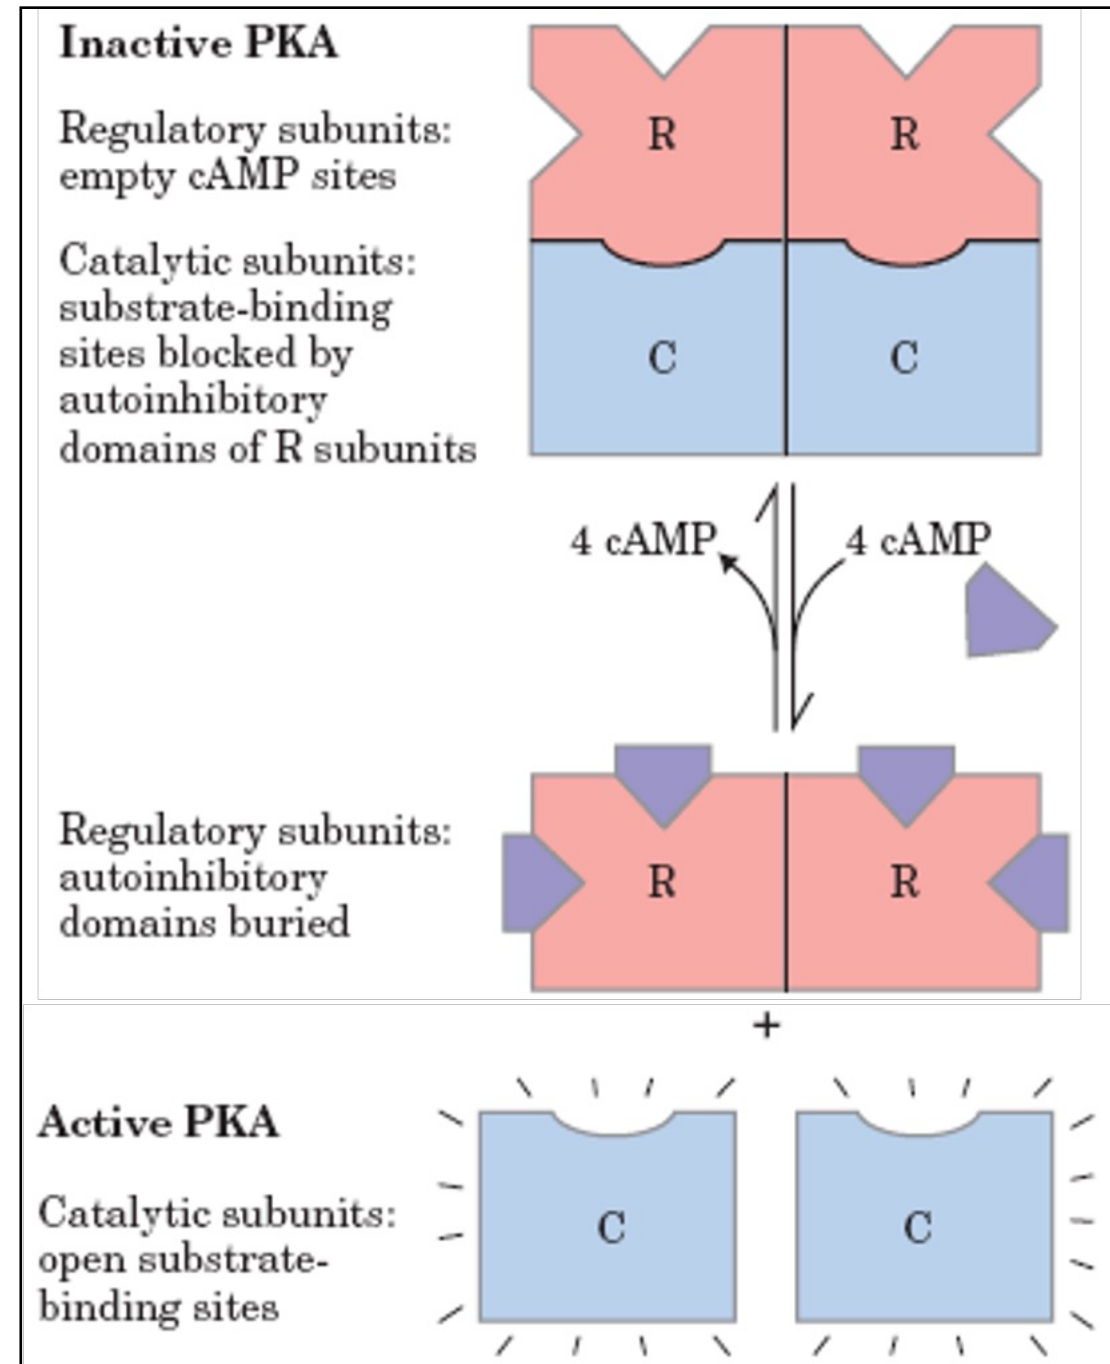 Inactive PKA
Regulatory subunits:
empty cAMP sites
R
R
Catalytic subunits:
substrate-binding
sites blocked by
autoinhibitory
domains of R subunits
C
C
4 cAMP
4 cAMP
Regulatory subunits:
autoinhibitory
domains buried
R
R
+
Active PKA
Catalytic subunits:
open substrate-
binding sites
C
C